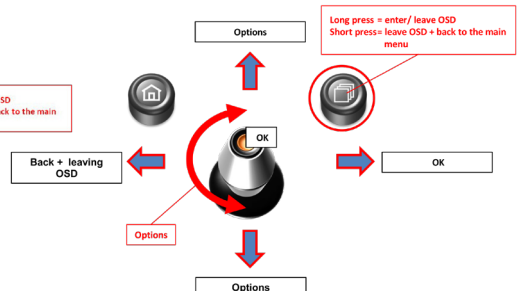 Long press = enter/ leave OSD
Short press= leave OSD + back to the main
menu
Options
OSD
back to the main
OK
Back + leaving
OSD
OK
Options
Options